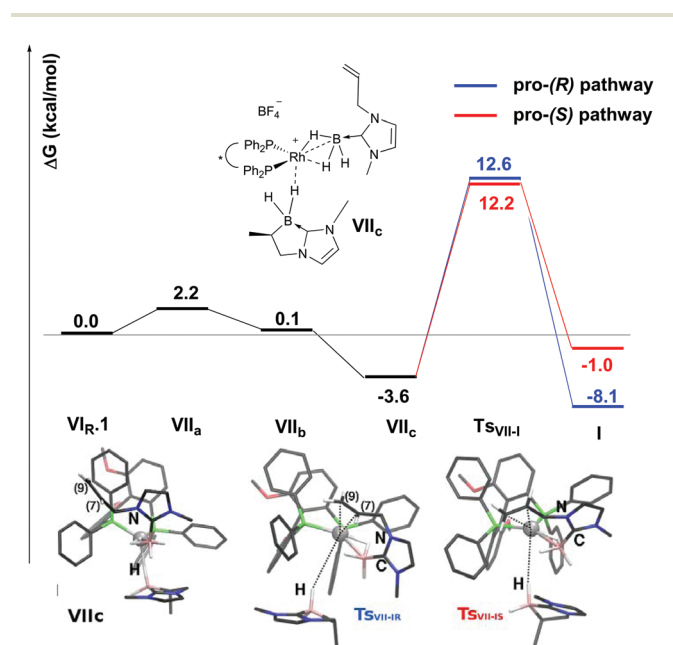 ΔG (kcal/mol)
pro-(R) pathway
pro-(S) pathway
BF4−
Ph2P
Ph2P
*
+
Rh
H
B
H
H
N
N
H
H
B
N
N
VIIc
12.6
12.2
0.0
2.2
0.1
-3.6
-1.0
-8.1
VIR.1
VIIa
VIIb
VIIc
TsVII-I
I
(9)
(7)
N
H
VIIc
(9)
(7)
N
C
H
TsVII-IR
N
C
H
TsVII-IS